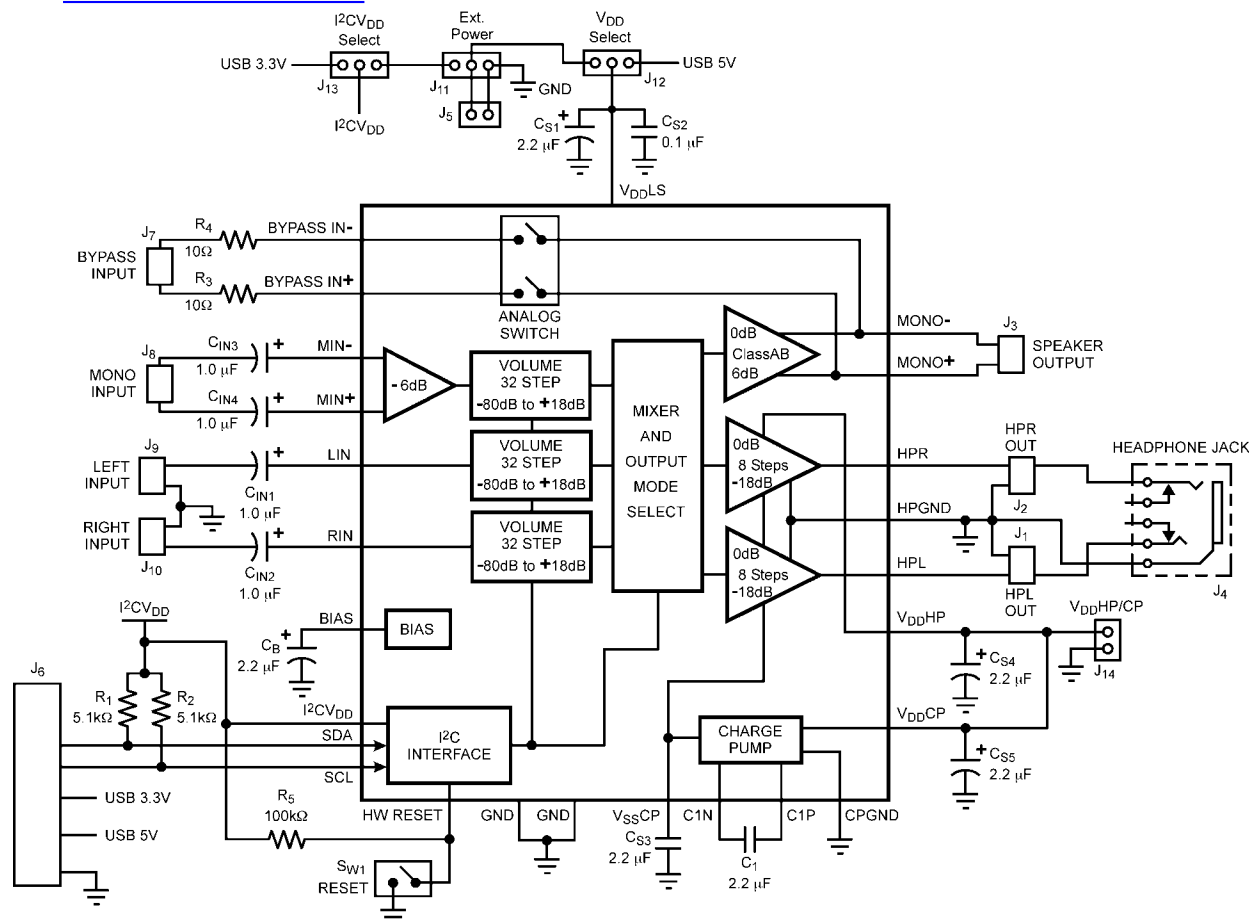 I²CVDD
Select
Ext.
Power
VDD
Select
USB 3.3V
USB 5V
J13
J11
J12
GND
I²CVDD
J5
CS1
2.2 µF
CS2
0.1 µF
VDDLS
J7
R4
10Ω
BYPASS IN-
BYPASS
INPUT
R3
10Ω
BYPASS IN+
ANALOG
SWITCH
J8
CIN3
1.0 µF
MIN-
MONO
INPUT
CIN4
1.0 µF
MIN+
-6dB
VOLUME
32 STEP
-80dB to +18dB
VOLUME
32 STEP
-80dB to +18dB
VOLUME
32 STEP
-80dB to +18dB
MIXER
AND
OUTPUT
MODE
SELECT
0dB
ClassAB
6dB
MONO-
MONO+
J3
SPEAKER
OUTPUT
J9
LEFT
INPUT
CIN1
1.0 µF
LIN
RIGHT
INPUT
J10
CIN2
1.0 µF
RIN
0dB
8 Steps
-18dB
0dB
8 Steps
-18dB
HPR
HPGND
HPL
HPR
OUT
J2
J1
HPL
OUT
HEADPHONE JACK
J4
I²CVDD
BIAS
BIAS
CB
2.2 µF
VDDHP
CS4
2.2 µF
VDDHP/CP
J14
J6
R1
5.1kΩ
R2
5.1kΩ
I²CVDD
SDA
SCL
I²C
INTERFACE
CHARGE
PUMP
VDDCP
CS5
2.2 µF
USB 3.3V
USB 5V
R5
100kΩ
HW RESET
GND
GND
VSSCP
C1N
C1P
CPGND
CS3
2.2 µF
C1
2.2 µF
SW1
RESET